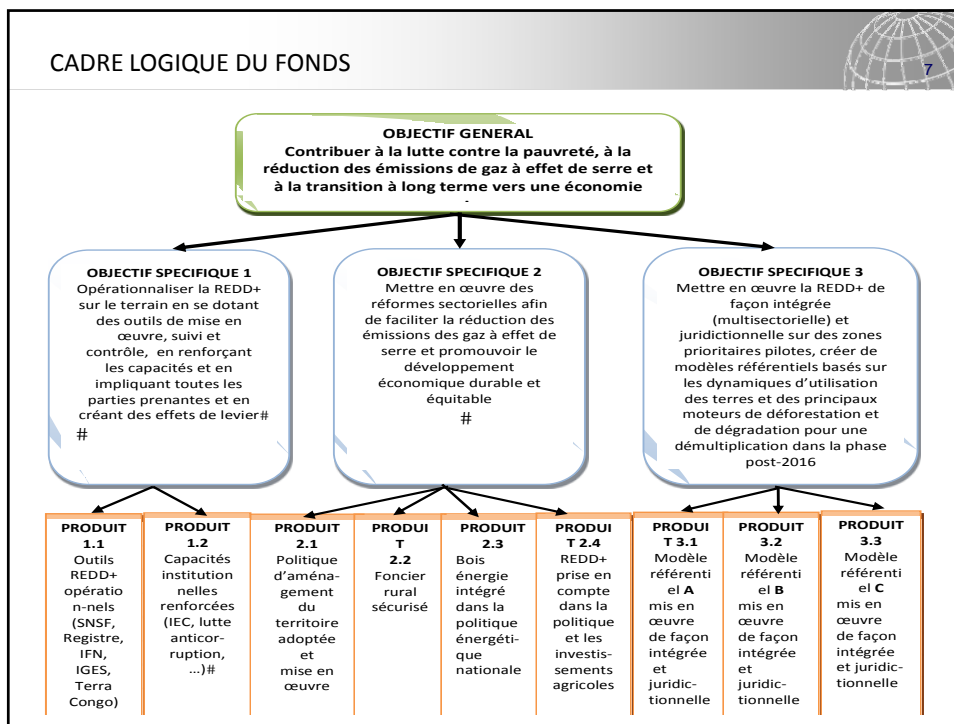 CADRE LOGIQUE DU FONDS
7
OBJECTIF GENERAL
Contribuer à la lutte contre la pauvreté, à la
réduction des émissions de gaz à effet de serre et
à la transition à long terme vers une économie
OBJECTIF SPECIFIQUE 1
Opérationnaliser la REDD+
sur le terrain en se dotant
des outils de mise en
œuvre, suivi et
contrôle, en renforçant
les capacités et en
impliquant toutes les
parties prenantes et en
créant des effets de levier#
#
OBJECTIF SPECIFIQUE 2
Mettre en œuvre des
réformes sectorielles afin
de faciliter la réduction des
émissions des gaz à effet de
serre et promouvoir le
développement
économique durable et
équitable
#
OBJECTIF SPECIFIQUE 3
Mettre en œuvre la REDD+ de
façon intégrée
(multisectorielle) et
juridictionnelle sur des zones
prioritaires pilotes, créer de
modèles référentiels basés sur
les dynamiques d'utilisation
des terres et des principaux
moteurs de déforestation et
de dégradation pour une
démultiplication dans la phase
post-2016
PRODUIT
1.1
Outils
REDD+
opératio
n-nels
(SNSF,
Registre,
IFN,
IGES,
Terra
Congo)
PRODUIT
1.2
Capacités
institution
nelles
renforcées
(IEC, lutte
anticor-
ruption,
...)#
PRODUIT
2.1
Politique
d'aména-
gement
du
territoire
adoptée
et
mise en
œuvre
PRODUI
T
2.2
Foncier
rural
sécurisé
PRODUIT
2.3
Bois
énergie
intégré
dans la
politique
énergéti-
que
nationale
PRODUI
T 2.4
REDD+
prise en
compte
dans la
politique
et les
investis-
sements
agricoles
PRODUI
T 3.1
Modèle
référenti
el A
mis en
œuvre
de façon
intégrée
et
juridic-
tionnelle
PRODUIT
3.2
Modèle
référenti
el B
mis en
œuvre
de façon
intégrée
et
juridic-
tionnelle
PRODUIT
3.3
Modèle
référenti
el C
mis en
œuvre
de façon
intégrée
et juridic-
tionnelle